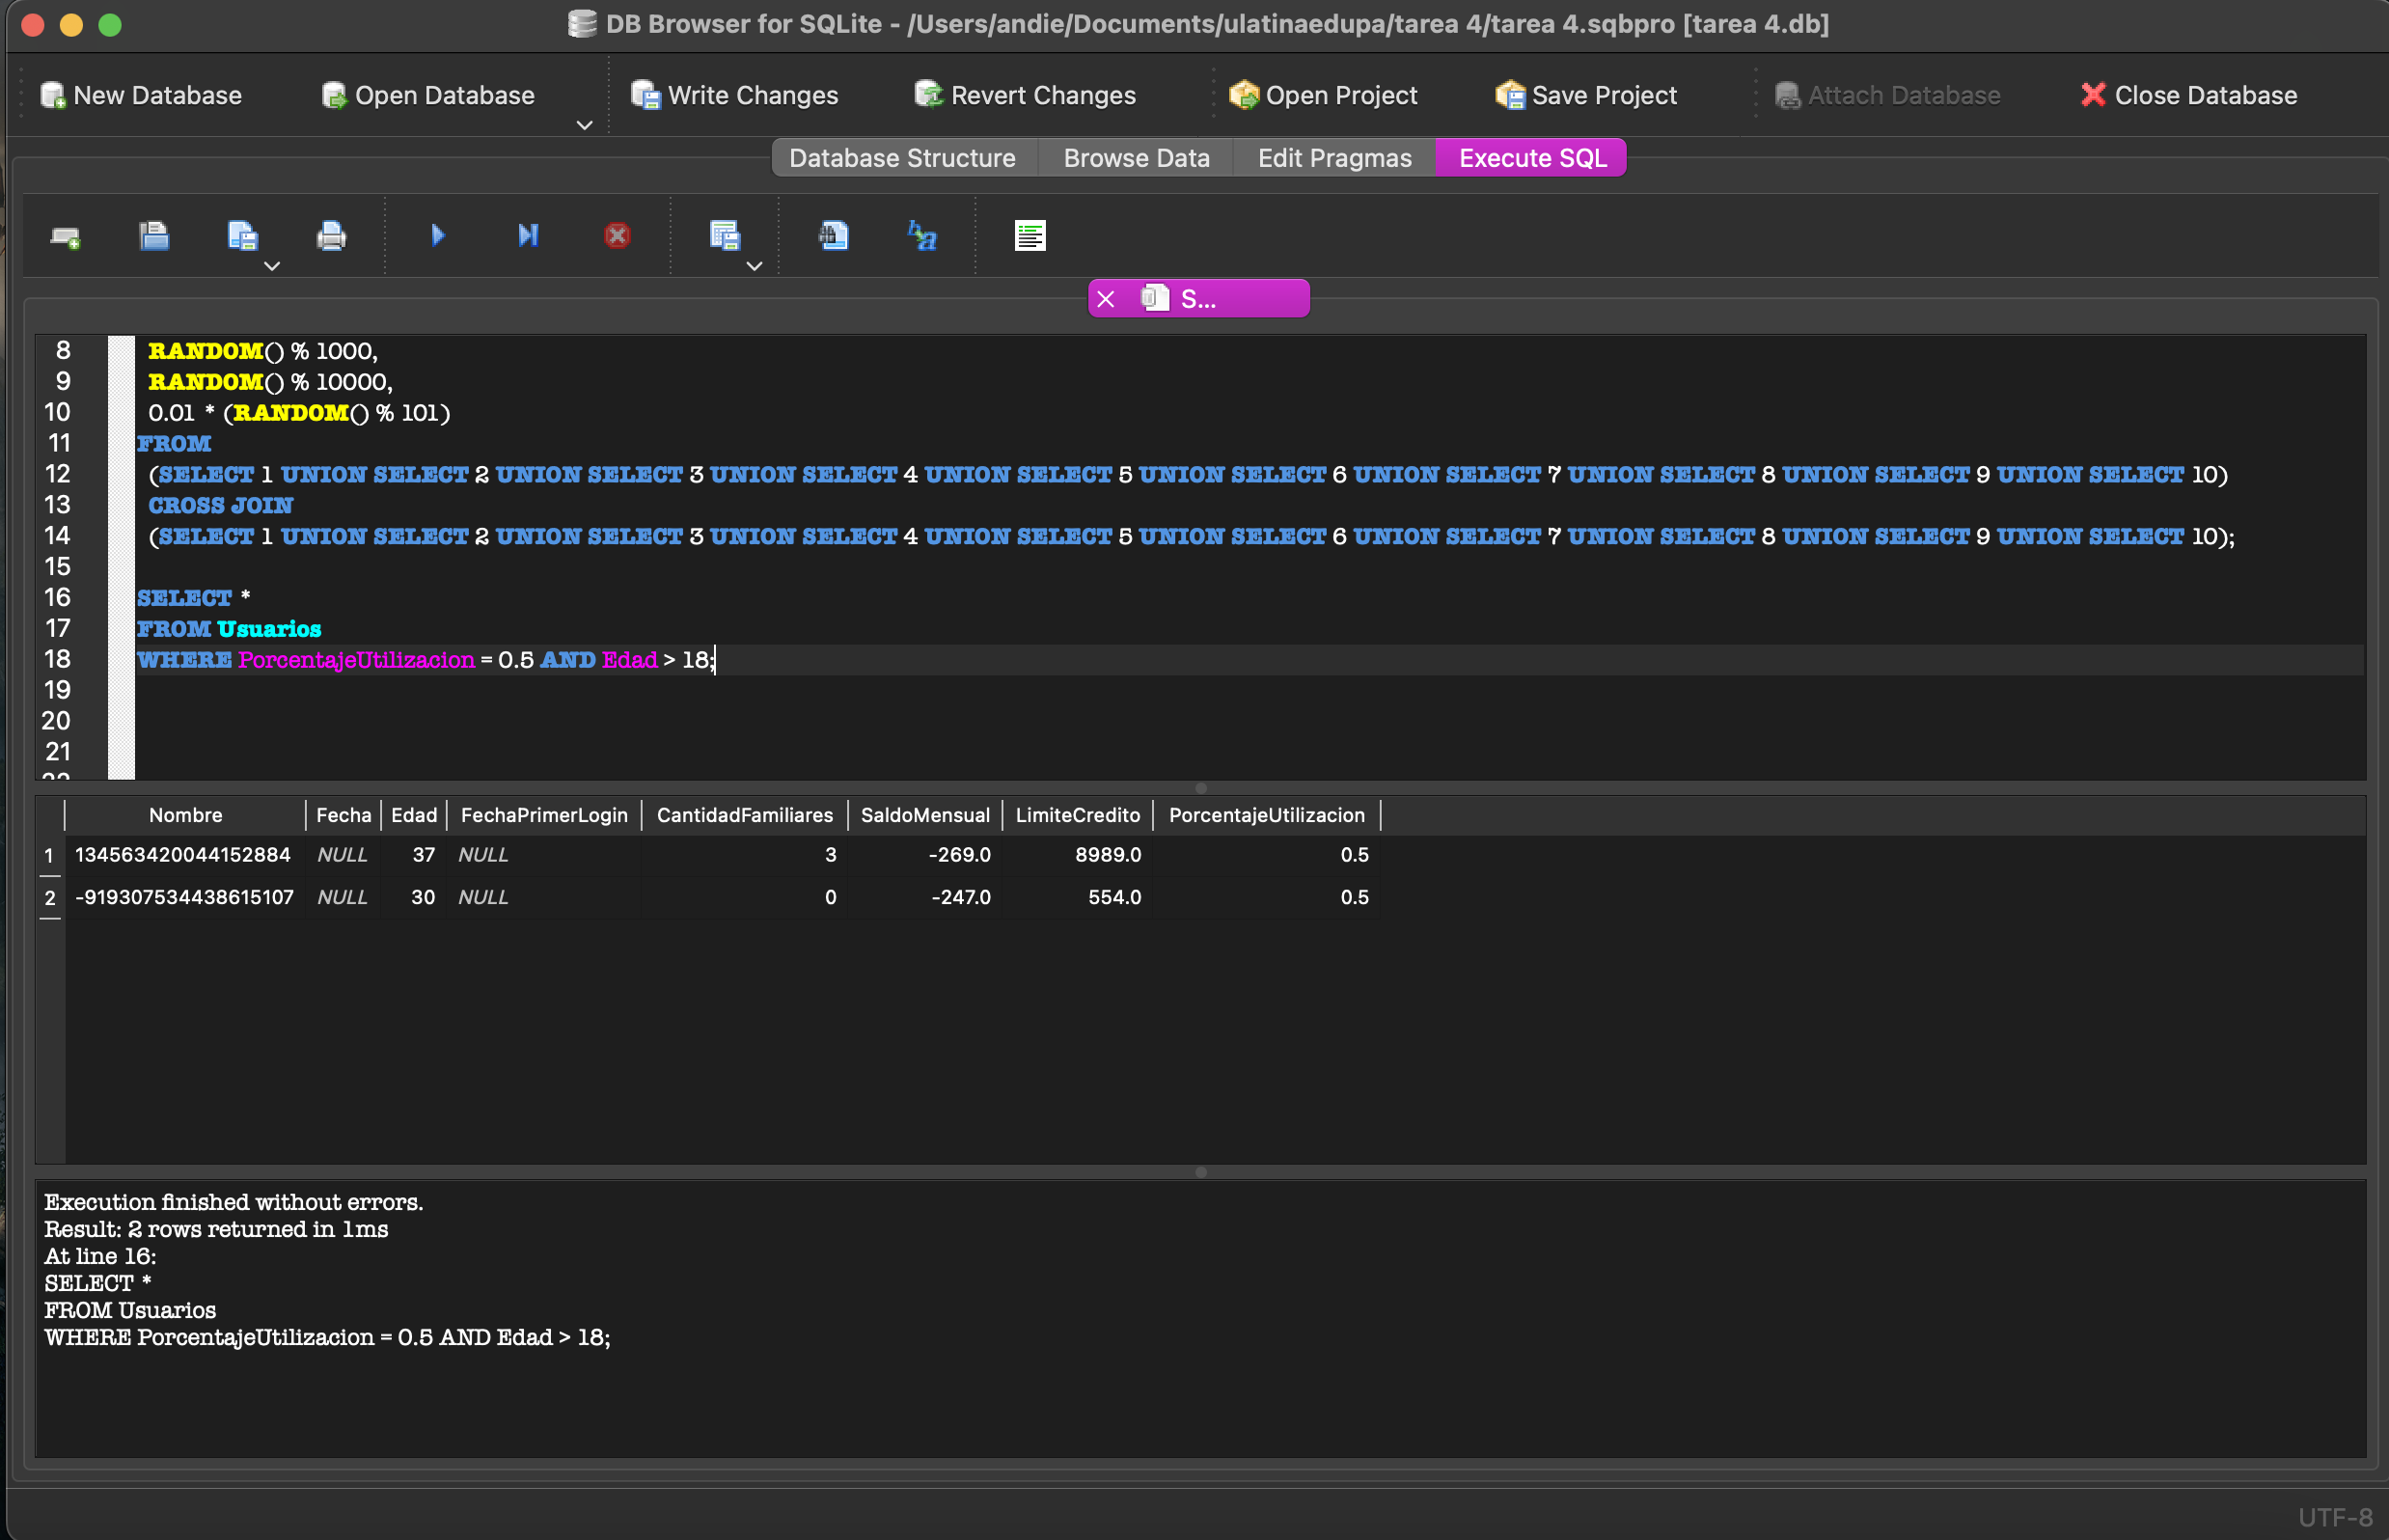 DB Browser for SQLite - /Users/andie/Documents/ulatinaedupa/tarea 4/tarea 4.sqbpro [tarea 4.db]
New Database Open Database Write Changes Revert Changes Open Project Save Project Attach Database Close Database
Database Structure Browse Data Edit Pragmas Execute SQL
S...
8 RANDOM() % 1000,
9 RANDOM() % 10000,
10 0.01 * (RANDOM() % 101)
11 FROM
12 (SELECT 1 UNION SELECT 2 UNION SELECT 3 UNION SELECT 4 UNION SELECT 5 UNION SELECT 6 UNION SELECT 7 UNION SELECT 8 UNION SELECT 9 UNION SELECT 10)
13 CROSS JOIN
14 (SELECT 1 UNION SELECT 2 UNION SELECT 3 UNION SELECT 4 UNION SELECT 5 UNION SELECT 6 UNION SELECT 7 UNION SELECT 8 UNION SELECT 9 UNION SELECT 10);
15
16 SELECT *
17 FROM Usuarios
18 WHERE PorcentajeUtilizacion = 0.5 AND Edad > 18;
19
20
21
Nombre Fecha Edad FechaPrimerLogin CantidadFamiliares SaldoMensual LimiteCredito PorcentajeUtilizacion
1 134563420044152884 NULL 37 NULL 3 -269.0 8989.0 0.5
2 -919307534438615107 NULL 30 NULL 0 -247.0 554.0 0.5
Execution finished without errors.
Result: 2 rows returned in 1ms
At line 16:
SELECT *
FROM Usuarios
WHERE PorcentajeUtilizacion = 0.5 AND Edad > 18;
UTF-8